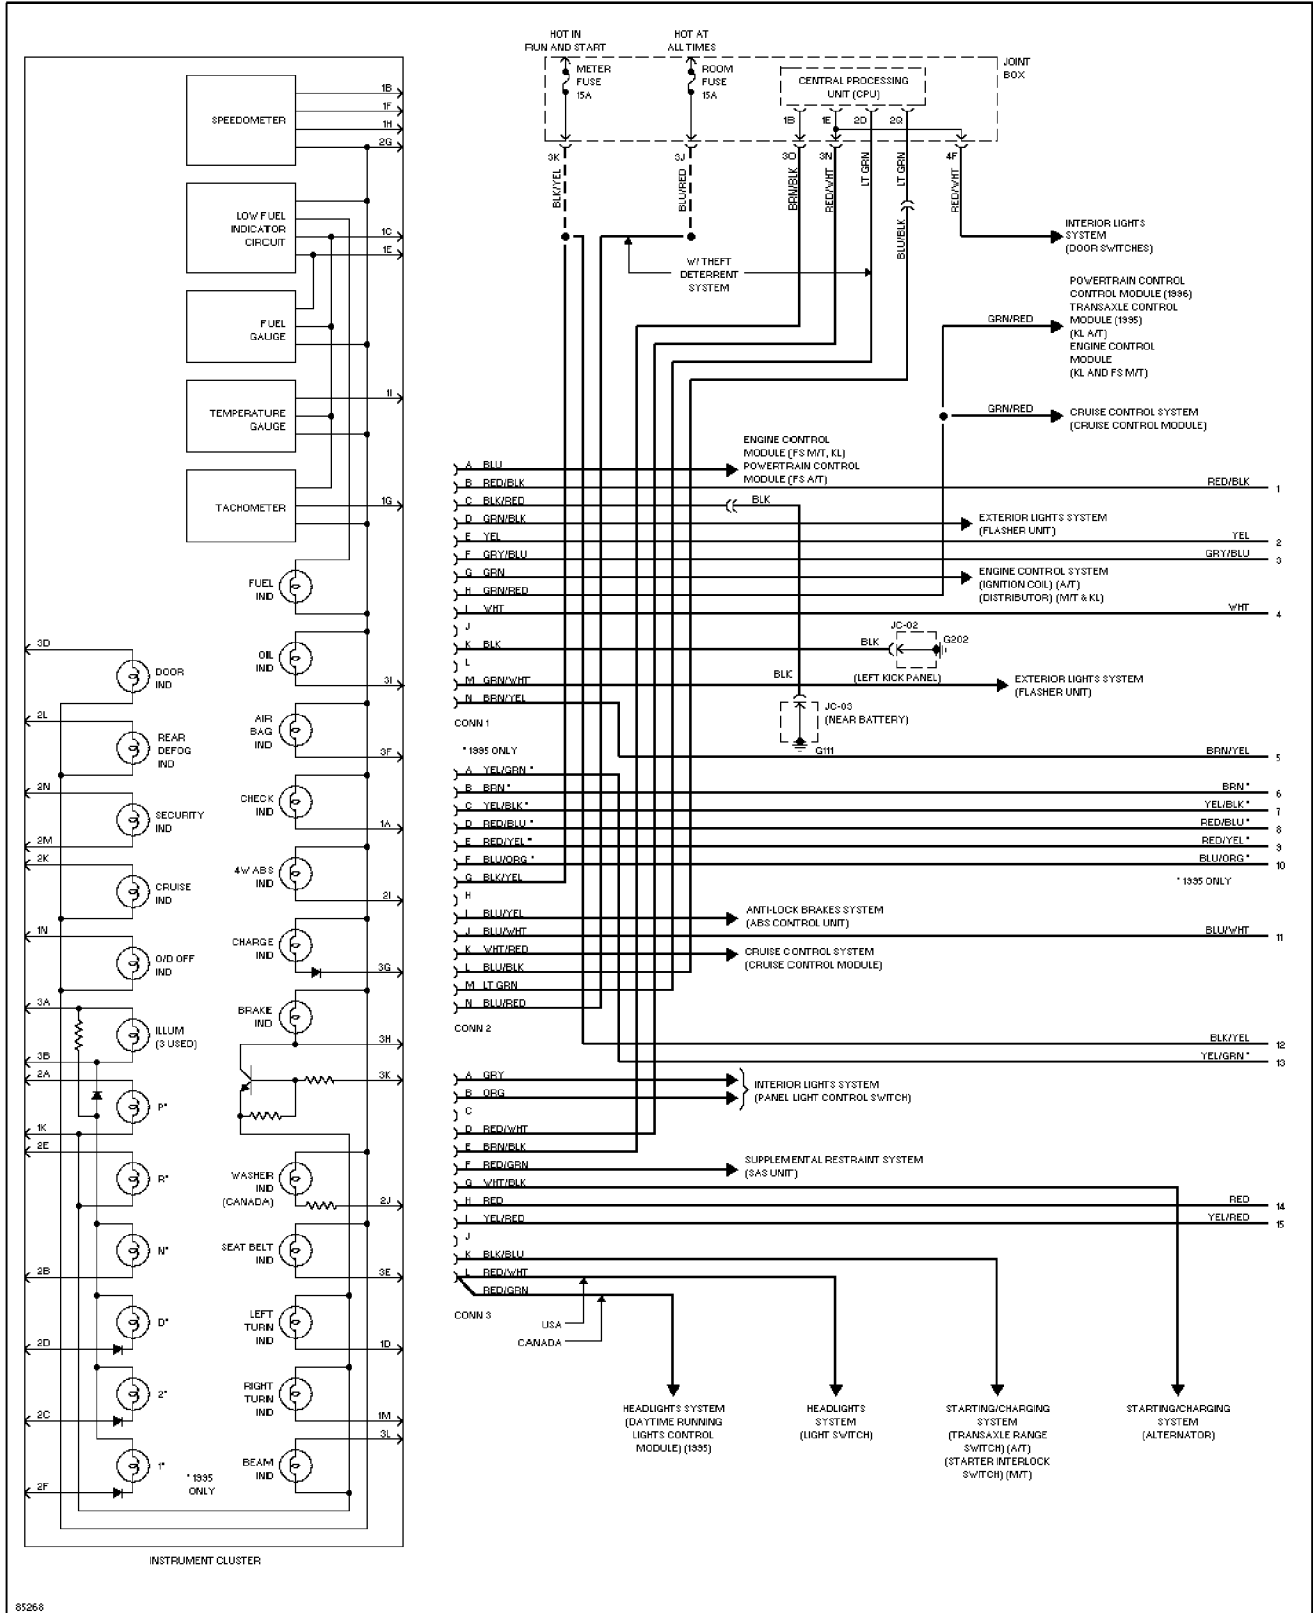 HOT IN
RUN AND START
HOT AT
ALL TIMES
METER
FUSE
15A
ROOM
FUSE
15A
CENTRAL PROCESSING
UNIT (CPU)
JOINT
BOX
1B 1E 2O 2Q
3K 3J 3O 3N 4F
BLK/YEL
BLU/RED
BRN/BLK
RED/WHT
LT GRN
LT GRN
BLU/BLK
RED/WHT
W/ THEFT
DETERRENT
SYSTEM
INTERIOR LIGHTS
SYSTEM
(DOOR SWITCHES)
POWERTRAIN CONTROL
CONTROL MODULE (1996)
TRANSAXLE CONTROL
MODULE (1995)
(KL A/T)
ENGINE CONTROL
MODULE
(KL AND FS M/T)
GRN/RED
GRN/RED
CRUISE CONTROL SYSTEM
(CRUISE CONTROL MODULE)
SPEEDOMETER
1B
1F
1H
2G
LOW FUEL
INDICATOR
CIRCUIT
1C
1E
FUEL
GAUGE
TEMPERATURE
GAUGE
1I
TACHOMETER
1G
FUEL
IND
OIL
IND
3I
AIR
BAG
IND
3F
CHECK
IND
1A
4W ABS
IND
2I
CHARGE
IND
3G
BRAKE
IND
3H
3K
WASHER
IND
(CANADA)
2J
SEAT BELT
IND
3E
LEFT
TURN
IND
1D
RIGHT
TURN
IND
1M
3L
BEAM
IND
3D
DOOR
IND
2L
REAR
DEFOG
IND
2N
SECURITY
IND
2M
2K
CRUISE
IND
1N
O/D OFF
IND
3A
ILLUM
(3 USED)
3B
2A
P*
1K
2E
R*
N*
2B
D*
2D
2*
2C
1*
2F
* 1995
ONLY
INSTRUMENT CLUSTER
A BLU
B RED/BLK
C BLK/RED
D GRN/BLK
E YEL
F GRY/BLU
G GRN
H GRN/RED
I WHT
J
K BLK
L
M GRN/WHT
N BRN/YEL
CONN 1
ENGINE CONTROL
MODULE (FS M/T, KL)
POWERTRAIN CONTROL
MODULE (FS A/T)
RED/BLK 1
BLK
EXTERIOR LIGHTS SYSTEM
(FLASHER UNIT)
YEL 2
GRY/BLU 3
ENGINE CONTROL SYSTEM
(IGNITION COIL) (A/T)
(DISTRIBUTOR) (M/T & KL)
WHT 4
JC-02
BLK
G202
(LEFT KICK PANEL)
BLK
EXTERIOR LIGHTS SYSTEM
(FLASHER UNIT)
JC-03
(NEAR BATTERY)
G111
BRN/YEL 5
* 1995 ONLY
A YEL/GRN *
B BRN *
C YEL/BLK *
D RED/BLU *
E RED/YEL *
F BLU/ORG *
G BLK/YEL
H
I BLU/YEL
J BLU/WHT
K WHT/RED
L BLU/BLK
M LT GRN
N BLU/RED
CONN 2
BRN * 6
YEL/BLK * 7
RED/BLU * 8
RED/YEL * 9
BLU/ORG * 10
* 1995 ONLY
ANTI-LOCK BRAKES SYSTEM
(ABS CONTROL UNIT)
BLU/WHT 11
CRUISE CONTROL SYSTEM
(CRUISE CONTROL MODULE)
BLK/YEL 12
YEL/GRN * 13
A GRY
B ORG
C
D RED/WHT
E BRN/BLK
F RED/GRN
G WHT/BLK
H RED
I YEL/RED
J
K BLK/BLU
L RED/WHT
RED/GRN
CONN 3
INTERIOR LIGHTS SYSTEM
(PANEL LIGHT CONTROL SWITCH)
SUPPLEMENTAL RESTRAINT SYSTEM
(SAS UNIT)
RED 14
YEL/RED 15
USA
CANADA
HEADLIGHTS SYSTEM
(DAYTIME RUNNING
LIGHTS CONTROL
MODULE) (1995)
HEADLIGHTS
SYSTEM
(LIGHT SWITCH)
STARTING/CHARGING
SYSTEM
(TRANSAXLE RANGE
SWITCH) (A/T)
(STARTER INTERLOCK
SWITCH) (M/T)
STARTING/CHARGING
SYSTEM
(ALTERNATOR)
85268